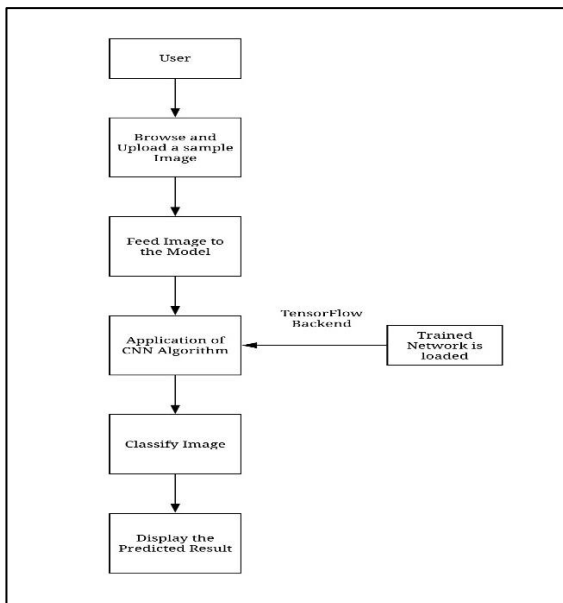 User
Browse and
Upload a sample
Image
Feed Image to
the Model
TensorFlow
Backend
Application of
CNN Algorithm
Trained
Network is
loaded
Classify Image
Display the
Predicted Result